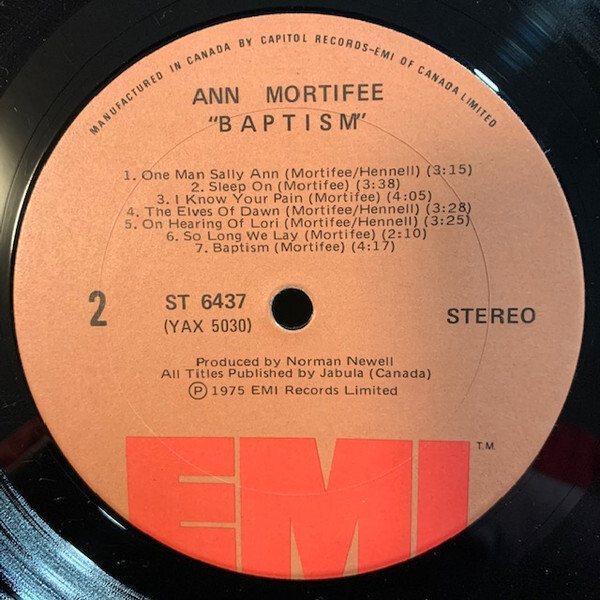 MANUFACTURED IN CANADA BY CAPITOL RECORDS-EMI OF CANADA LIMITED
ANN MORTIFEE
"BAPTISM"
1. One Man Sally Ann (Mortifee/Hennell) (3:15)
2. Sleep On (Mortifee) (3:38)
3. I Know Your Pain (Mortifee) (4:05)
4. The Elves Of Dawn (Mortifee/Hennell) (3:28)
5. On Hearing Of Lori (Mortifee/Hennell) (3:25)
6. So Long We Lay (Mortifee) (2:10)
7. Baptism (Mortifee) (4:17)
2
ST 6437
(YAX 5030)
STEREO
Produced by Norman Newell
All Titles Published by Jabula (Canada)
Ⓟ 1975 EMI Records Limited
EMI T.M.